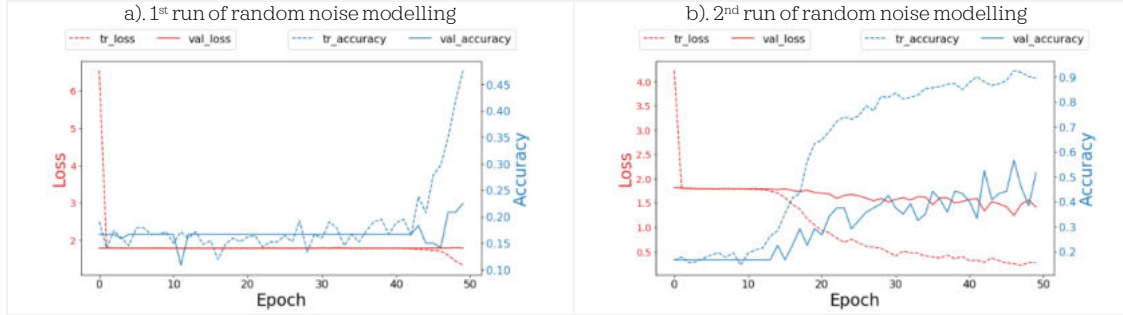 a). 1st run of random noise modelling
tr_loss val_loss tr_accuracy val_accuracy
6
5
4
3
2
Loss
0.45
0.40
0.35
0.30
0.25
0.20
0.15
0.10
Accuracy
0 10 20 30 40 50
Epoch
b). 2nd run of random noise modelling
tr_loss val_loss tr_accuracy val_accuracy
4.0
3.5
3.0
2.5
2.0
1.5
1.0
0.5
Loss
0.9
0.8
0.7
0.6
0.5
0.4
0.3
0.2
Accuracy
0 10 20 30 40 50
Epoch